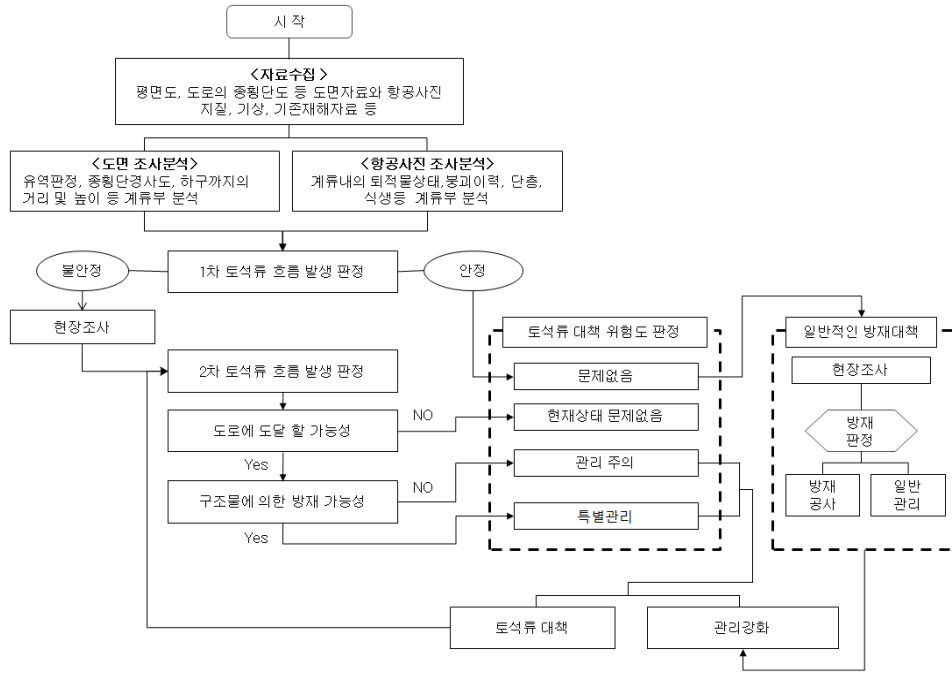 시 작
<자료수집 >
평면도, 도로의 종횡단도 등 도면자료와 항공사진
지질, 기상, 기존재해자료 등
<도면 조사분석>
유역판정, 종횡단경사도, 하구까지의
거리 및 높이 등 계류부 분석
<항공사진 조사분석>
계류내의 퇴적물상태,붕괴이력, 단층,
식생등 계류부 분석
불안정
1차 토석류 흐름 발생 판정
안정
현장조사
토석류 대책 위험도 판정
일반적인 방재대책
2차 토석류 흐름 발생 판정
문제없음
현장조사
도로에 도달 할 가능성
NO
현재상태 문제없음
방재
판정
Yes
관리 주의
구조물에 의한 방재 가능성
NO
방재
공사
일반
관리
특별관리
Yes
토석류 대책
관리강화